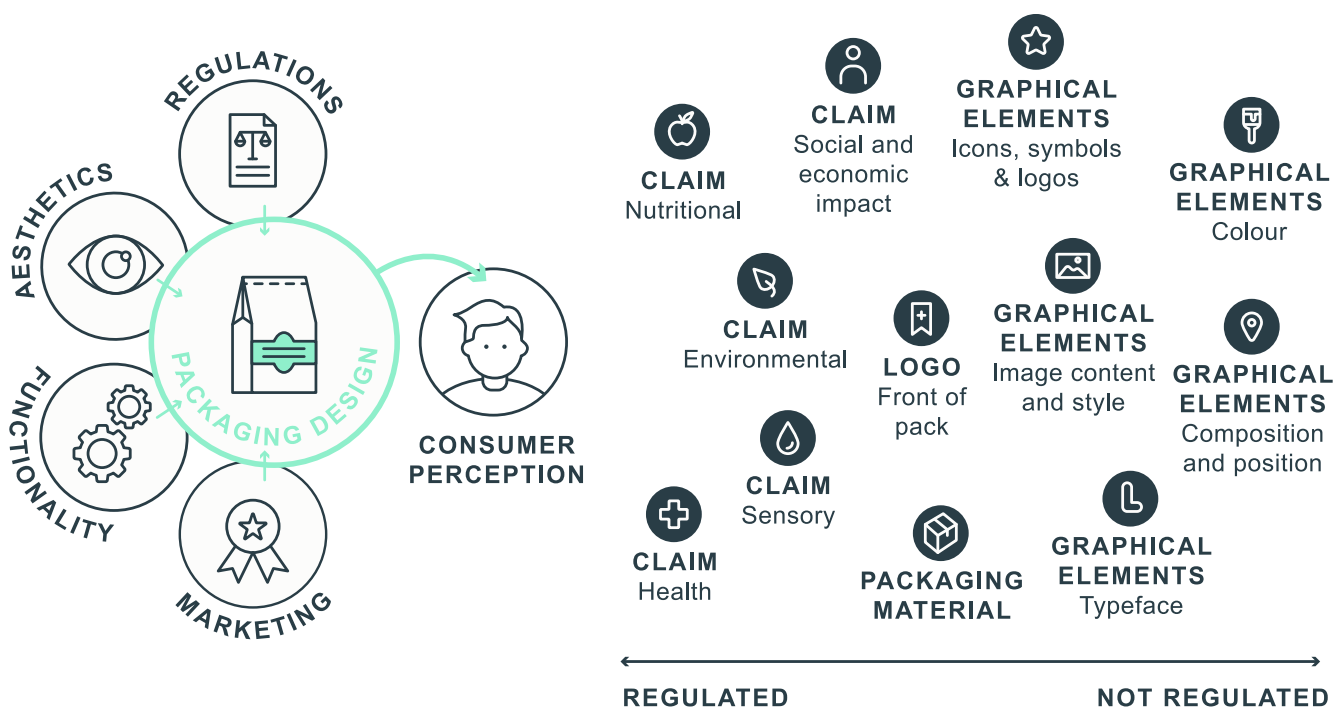 REGULATIONS
AESTHETICS
FUNCTIONALITY
MARKETING
PACKAGING DESIGN
CONSUMER
PERCEPTION
CLAIM
Nutritional
CLAIM
Social and
economic
impact
GRAPHICAL
ELEMENTS
Icons, symbols
& logos
GRAPHICAL
ELEMENTS
Colour
CLAIM
Environmental
LOGO
Front of
pack
GRAPHICAL
ELEMENTS
Image content
and style
GRAPHICAL
ELEMENTS
Composition
and position
CLAIM
Sensory
CLAIM
Health
PACKAGING
MATERIAL
GRAPHICAL
ELEMENTS
Typeface
REGULATED
NOT REGULATED